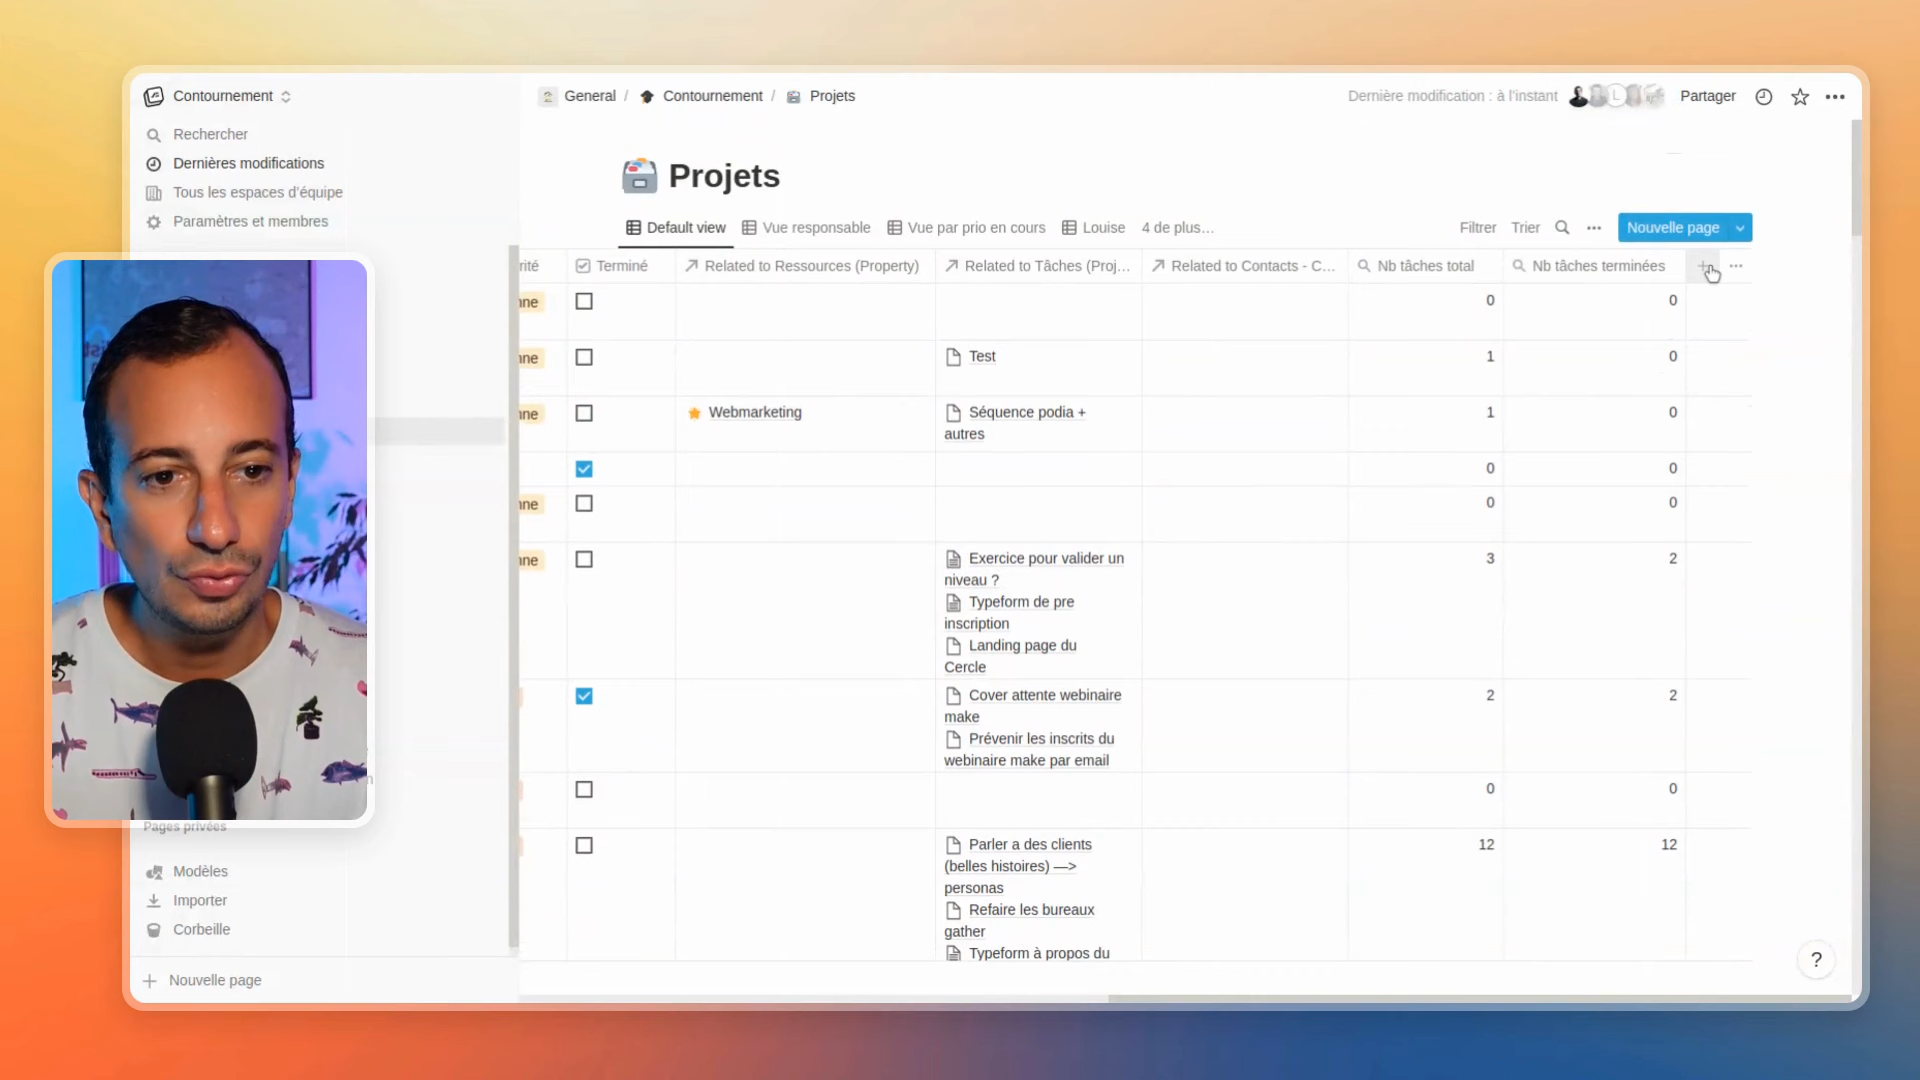 Contournement
Rechercher
Dernières modifications
Tous les espaces d'équipe
Paramètres et membres
Pages privées
Modèles
Importer
Corbeille
Nouvelle page
General / Contournement / Projets
Dernière modification : à l'instant
L
Partager
Projets
Default view Vue responsable Vue par prio en cours Louise 4 de plus...
Filtrer Trier Nouvelle page
rité Terminé Related to Ressources (Property) Related to Tâches (Proj... Related to Contacts - C... Nb tâches total Nb tâches terminées
nne 0 0
nne Test 1 0
nne Webmarketing Séquence podia + 1 0
autres
0 0
nne 0 0
nne Exercice pour valider un 3 2
niveau ?
Typeform de pre
inscription
Landing page du
Cercle
Cover attente webinaire 2 2
make
Prévenir les inscrits du
webinaire make par email
0 0
Parler a des clients 12 12
(belles histoires) —>
personas
Refaire les bureaux
gather
Typeform à propos du
?